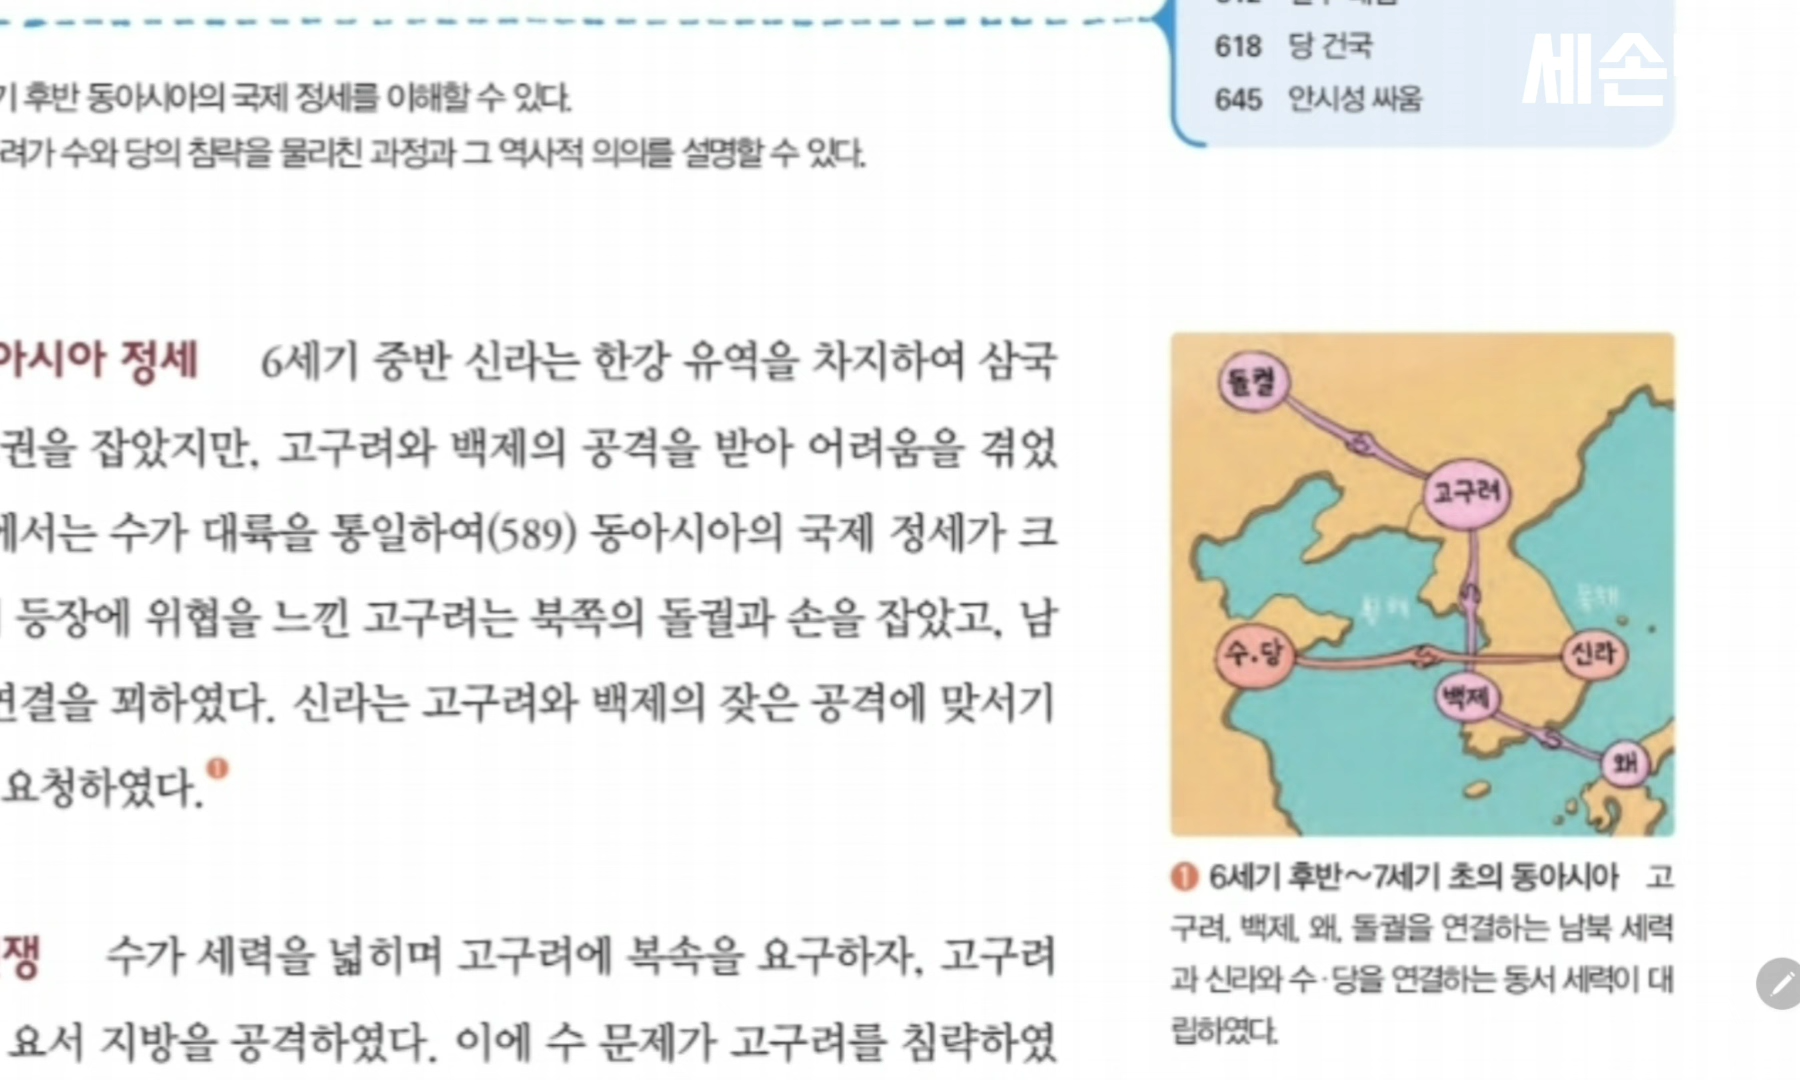 618 당 건국
645 안시성 싸움
세손
기 후반 동아시아의 국제 정세를 이해할 수 있다.
려가 수와 당의 침략을 물리친 과정과 그 역사적 의의를 설명할 수 있다.
아시아 정세 6세기 중반 신라는 한강 유역을 차지하여 삼국
권을 잡았지만, 고구려와 백제의 공격을 받아 어려움을 겪었
에서는 수가 대륙을 통일하여(589) 동아시아의 국제 정세가 크
등장에 위협을 느낀 고구려는 북쪽의 돌궐과 손을 잡았고, 남
연결을 꾀하였다. 신라는 고구려와 백제의 잦은 공격에 맞서기
요청하였다.❶
쟁 수가 세력을 넓히며 고구려에 복속을 요구하자, 고구려
요서 지방을 공격하였다. 이에 수 문제가 고구려를 침략하였
돌궐
고구려
황해
동해
수·당
신라
백제
왜
❶ 6세기 후반~7세기 초의 동아시아 고
구려, 백제, 왜, 돌궐을 연결하는 남북 세력
과 신라와 수·당을 연결하는 동서 세력이 대
립하였다.